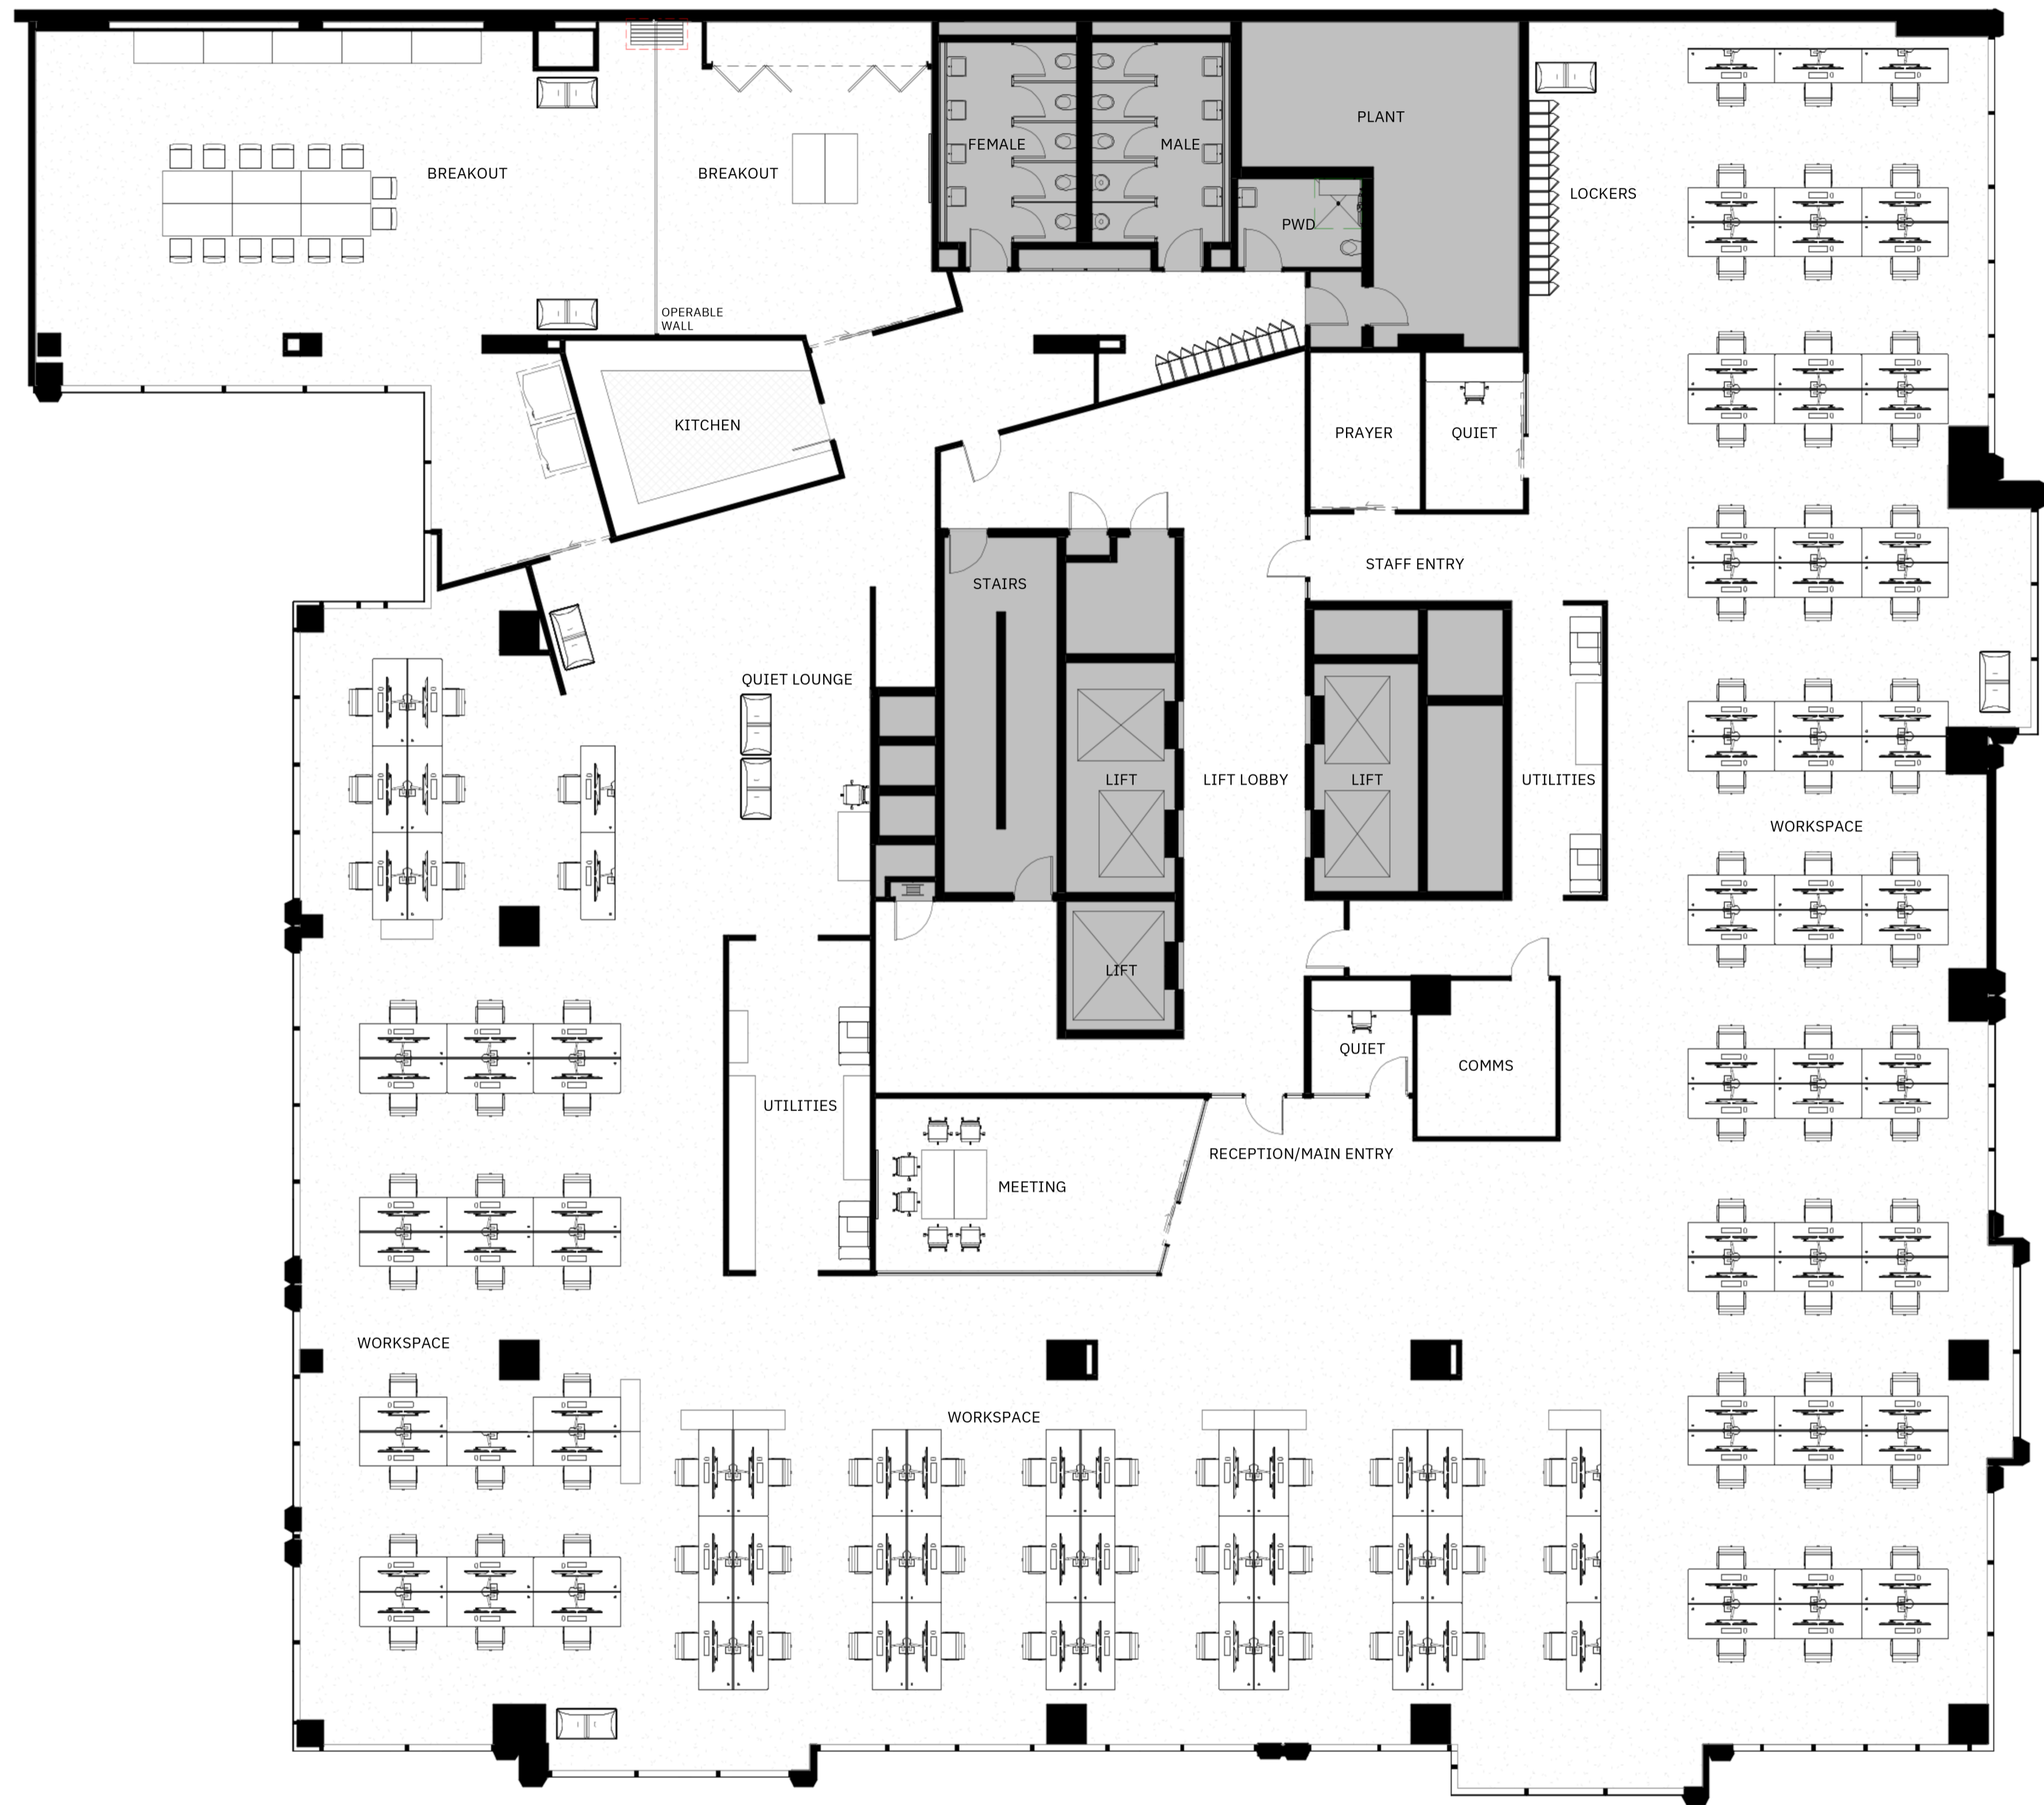 PLANT
FEMALE
MALE
BREAKOUT
BREAKOUT
LOCKERS
PWD
OPERABLE
WALL
KITCHEN
PRAYER
QUIET
STAFF ENTRY
STAIRS
QUIET LOUNGE
LIFT
LIFT LOBBY
LIFT
UTILITIES
WORKSPACE
LIFT
QUIET
COMMS
UTILITIES
RECEPTION/MAIN ENTRY
MEETING
WORKSPACE
WORKSPACE